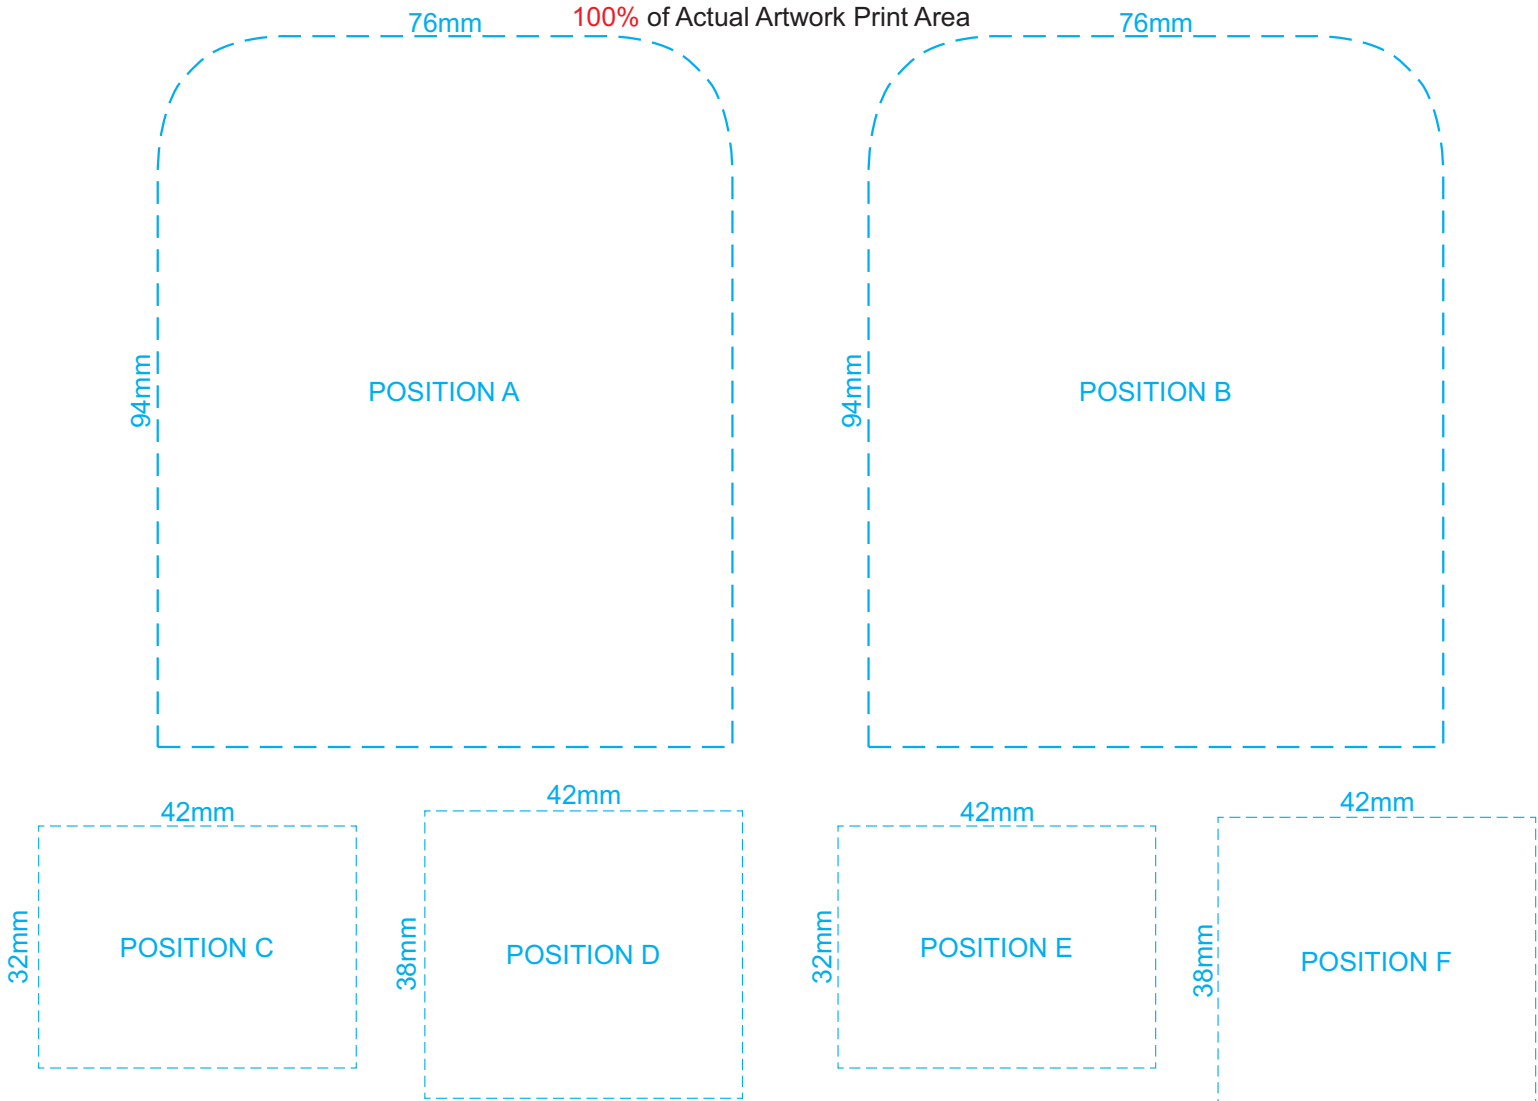 100% of Actual Artwork Print Area
76mm
76mm
94mm
POSITION A
94mm
POSITION B
42mm
42mm
42mm
42mm
32mm
POSITION C
38mm
POSITION D
32mm
POSITION E
38mm
POSITION F